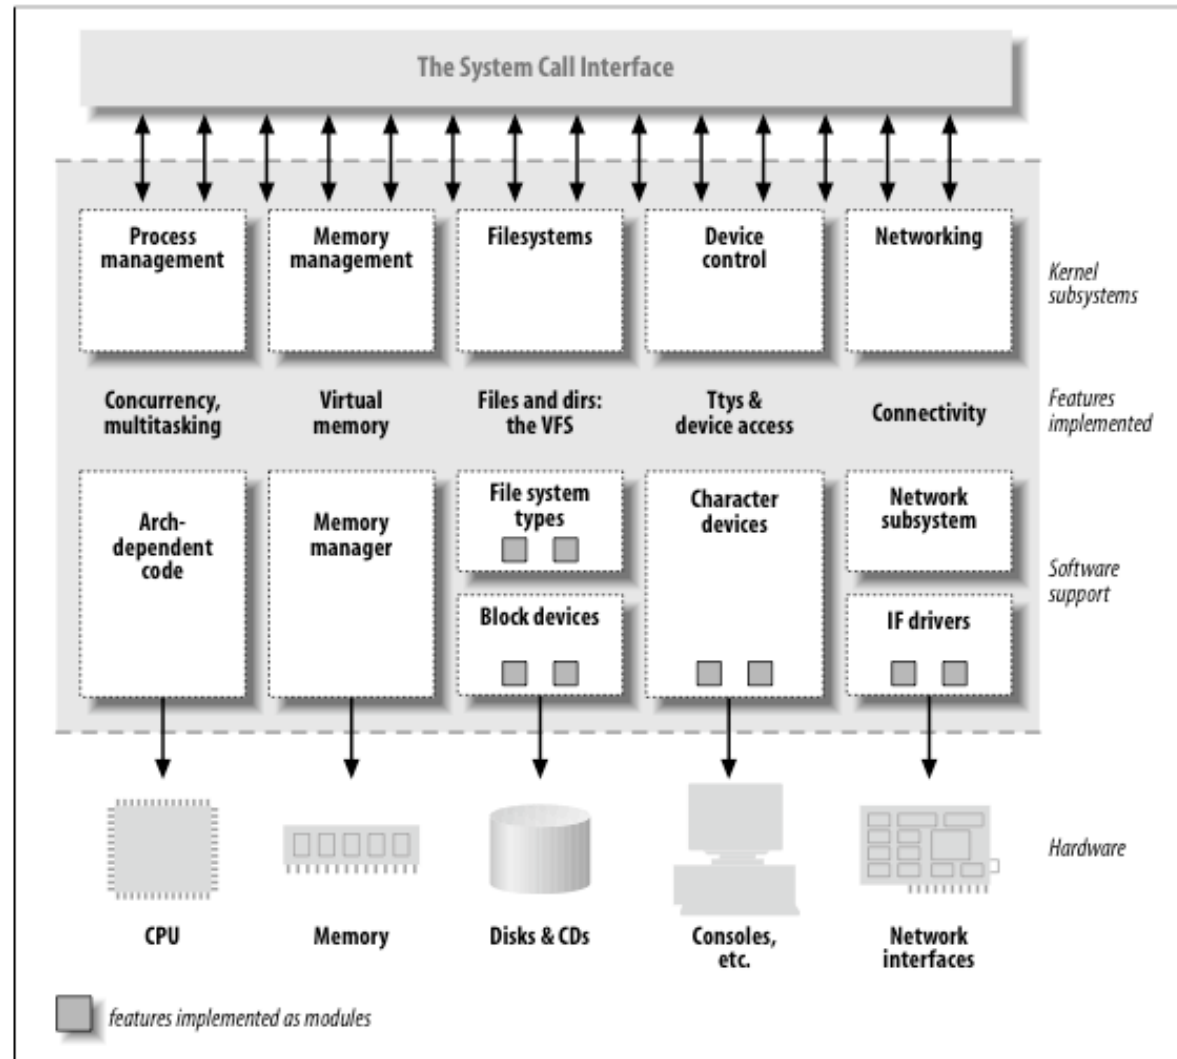 The System Call Interface
Process
management
Memory
management
Filesystems
Device
control
Networking
Kernel
subsystems
Concurrency,
multitasking
Virtual
memory
Files and dirs:
the VFS
Ttys &
device access
Connectivity
Features
implemented
Arch-
dependent
code
Memory
manager
File system
types
Block devices
Character
devices
Network
subsystem
IF drivers
Software
support
Hardware
CPU
Memory
Disks & CDs
Consoles,
etc.
Network
interfaces
features implemented as modules